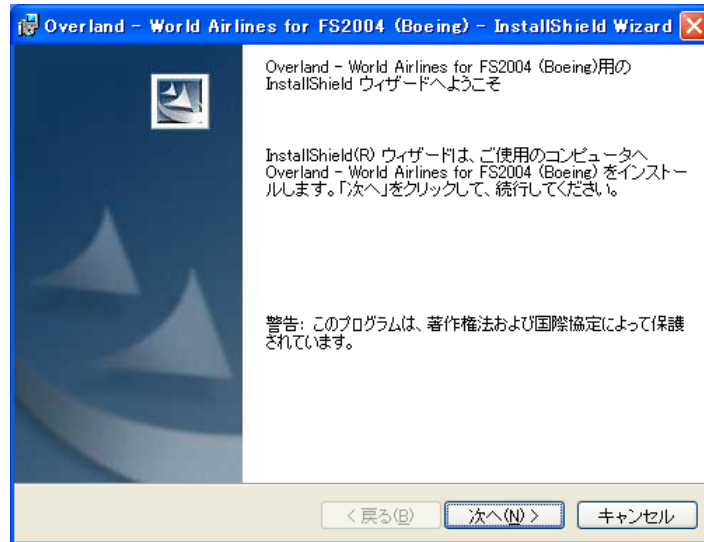 Overland - World Airlines for FS2004 (Boeing) - InstallShield Wizard
Overland - World Airlines for FS2004 (Boeing)用の
InstallShield ウィザードへようこそ
InstallShield(R) ウィザードは、ご使用のコンピュータへ
Overland - World Airlines for FS2004 (Boeing) をインストー
ルします。「次へ」をクリックして、続行してください。
警告: このプログラムは、著作権法および国際協定によって保護
されています。
< 戻る(B)
次へ(N) >
キャンセル